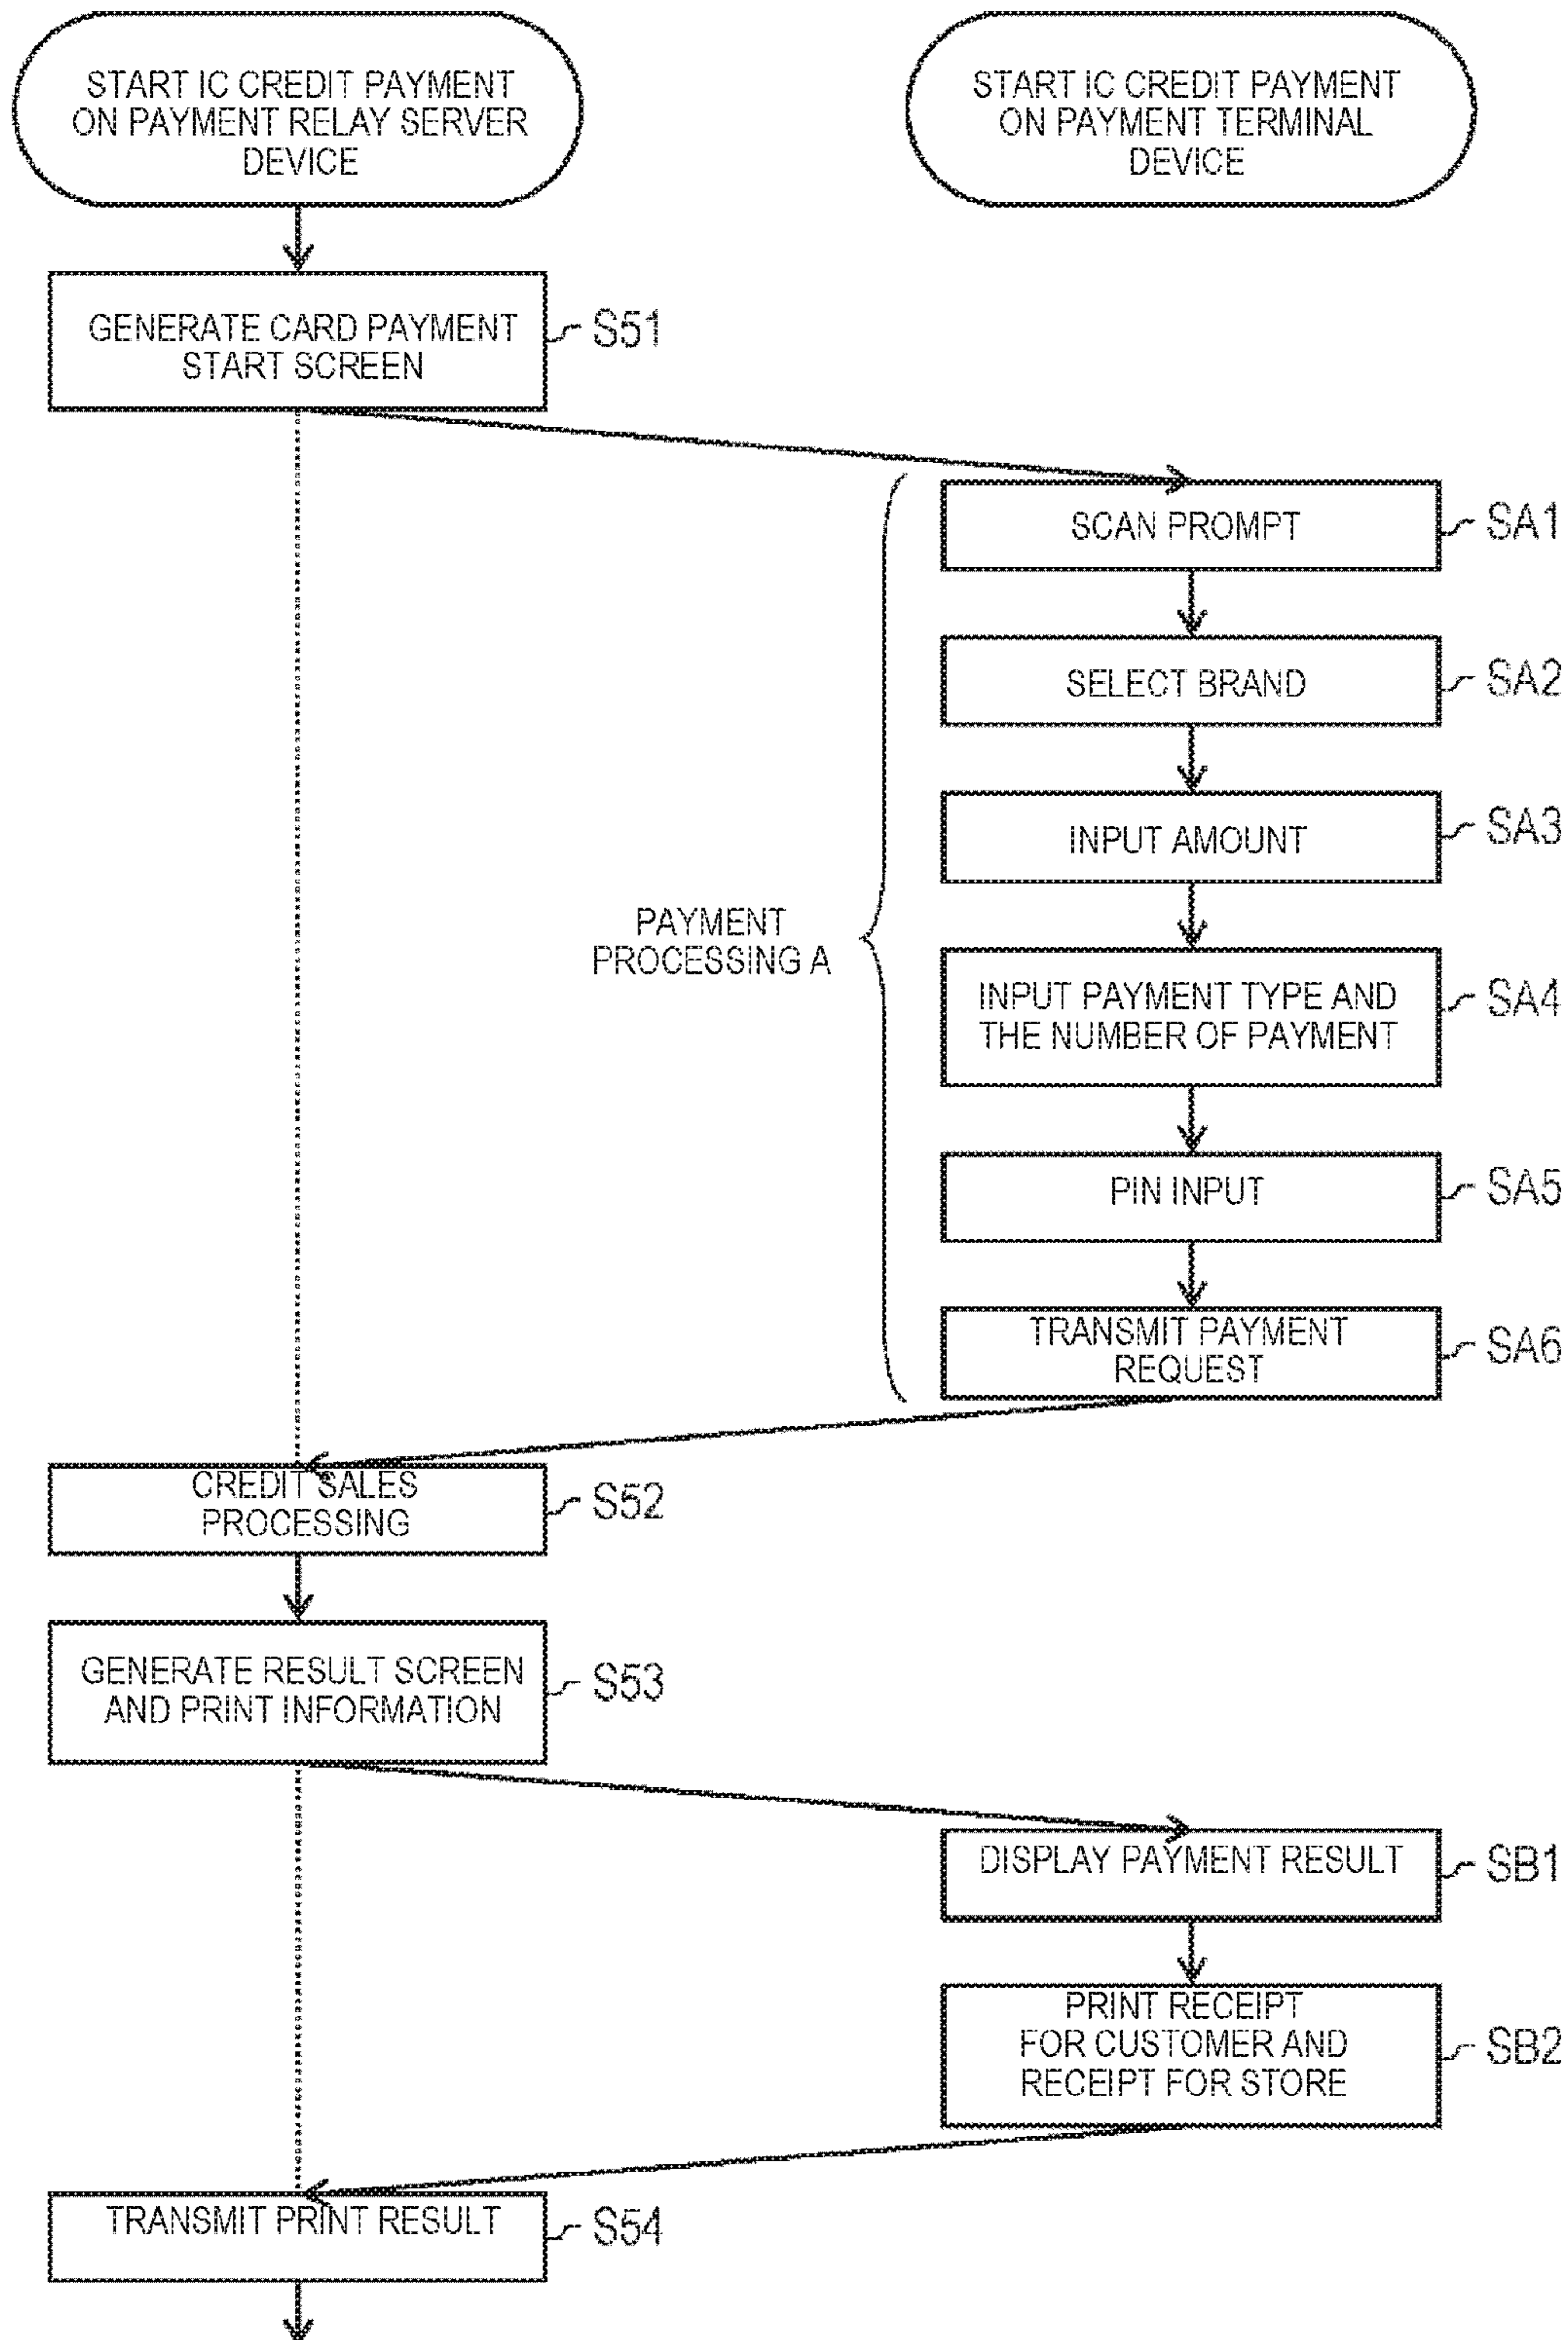 START IC CREDIT PAYMENT
ON PAYMENT RELAY SERVER
DEVICE
START IC CREDIT PAYMENT
ON PAYMENT TERMINAL
DEVICE
GENERATE CARD PAYMENT
START SCREEN
S51
SCAN PROMPT
SA1
SELECT BRAND
SA2
INPUT AMOUNT
SA3
PAYMENT
PROCESSING A
INPUT PAYMENT TYPE AND
THE NUMBER OF PAYMENT
SA4
PIN INPUT
SA5
TRANSMIT PAYMENT
REQUEST
SA6
CREDIT SALES
PROCESSING
S52
GENERATE RESULT SCREEN
AND PRINT INFORMATION
S53
DISPLAY PAYMENT RESULT
SB1
PRINT RECEIPT
FOR CUSTOMER AND
RECEIPT FOR STORE
SB2
TRANSMIT PRINT RESULT
S54